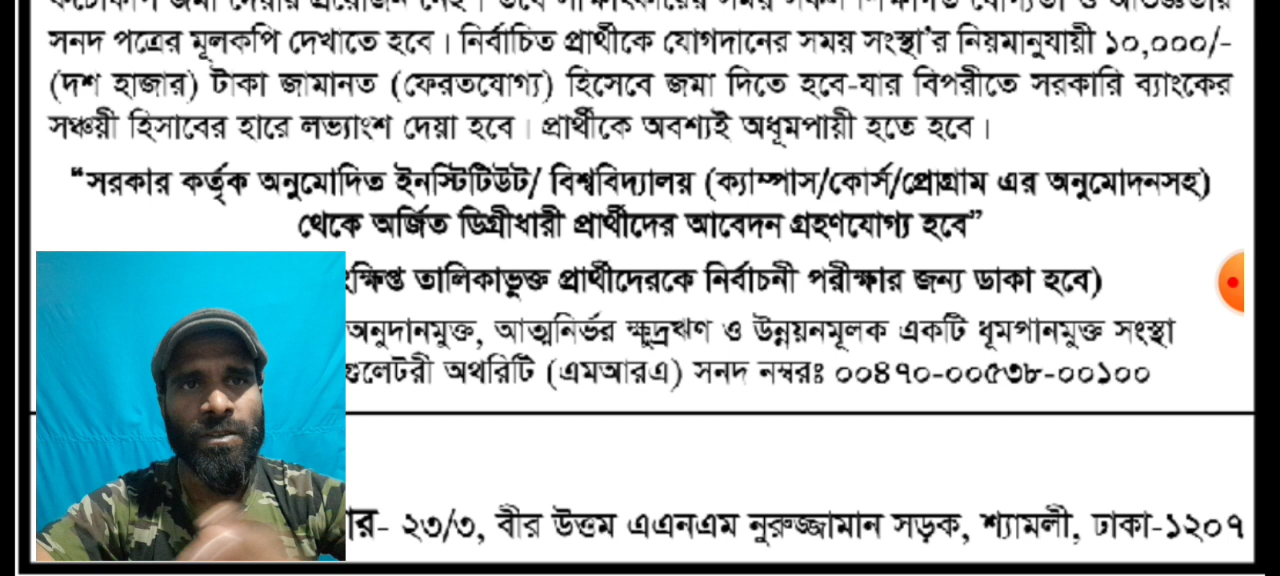 সনদ পত্রের মূলকপি দেখাতে হবে। নির্বাচিত প্রার্থীকে যোগদানের সময় সংস্থা'র নিয়মানুযায়ী ১০,০০০/-
(দশ হাজার) টাকা জামানত (ফেরতযোগ্য) হিসেবে জমা দিতে হবে-যার বিপরীতে সরকারি ব্যাংকের
সঞ্চয়ী হিসাবের হারে লভ্যাংশ দেয়া হবে। প্রার্থীকে অবশ্যই অধূমপায়ী হতে হবে।
“সরকার কর্তৃক অনুমোদিত ইনস্টিটিউট/ বিশ্ববিদ্যালয় (ক্যাম্পাস/কোর্স/প্রোগ্রাম এর অনুমোদনসহ)
থেকে অর্জিত ডিগ্রীধারী প্রার্থীদের আবেদন গ্রহণযোগ্য হবে”
তালিকাভুক্ত প্রার্থীদেরকে নির্বাচনী পরীক্ষার জন্য ডাকা হবে)
অনুদানমুক্ত, আত্মনির্ভর ক্ষুদ্রঋণ ও উন্নয়নমূলক একটি ধূমপানমুক্ত সংস্থা
অথরিটি (এমআরএ) সনদ নম্বরঃ ০০৪৭০-০০৫৩৮-০০১০০
২৩/৩, বীর উত্তম এএনএম নুরুজ্জামান সড়ক, শ্যামলী, ঢাকা-১২০৭